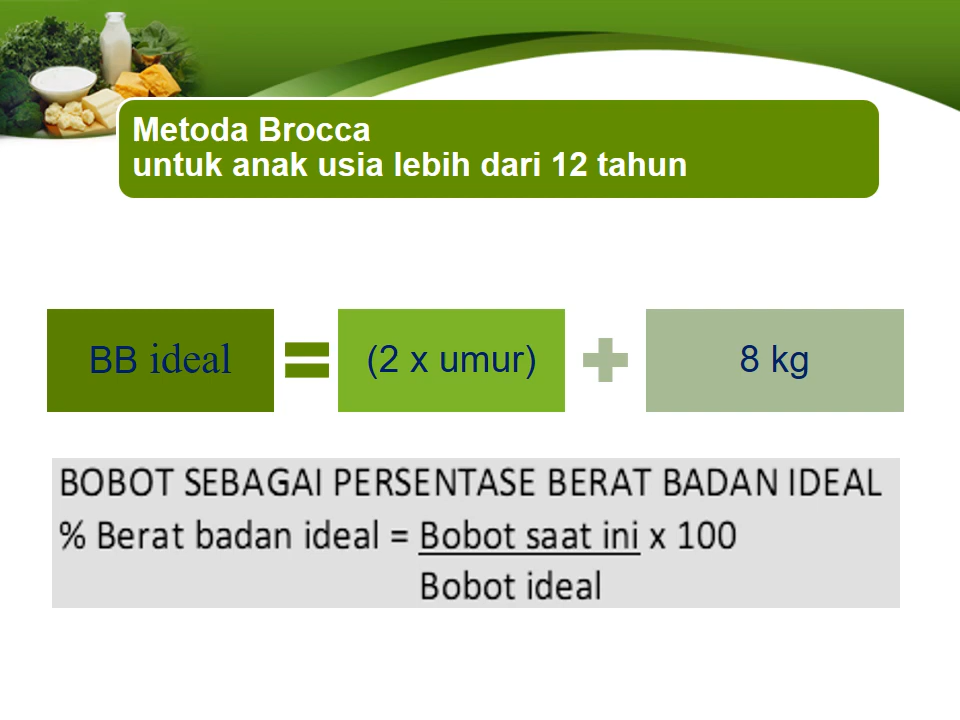 Metoda Brocca
untuk anak usia lebih dari 12 tahun
BB ideal = (2 x umur) + 8 kg
BOBOT SEBAGAI PERSENTASE BERAT BADAN IDEAL
% Berat badan ideal = Bobot saat ini x 100
Bobot ideal